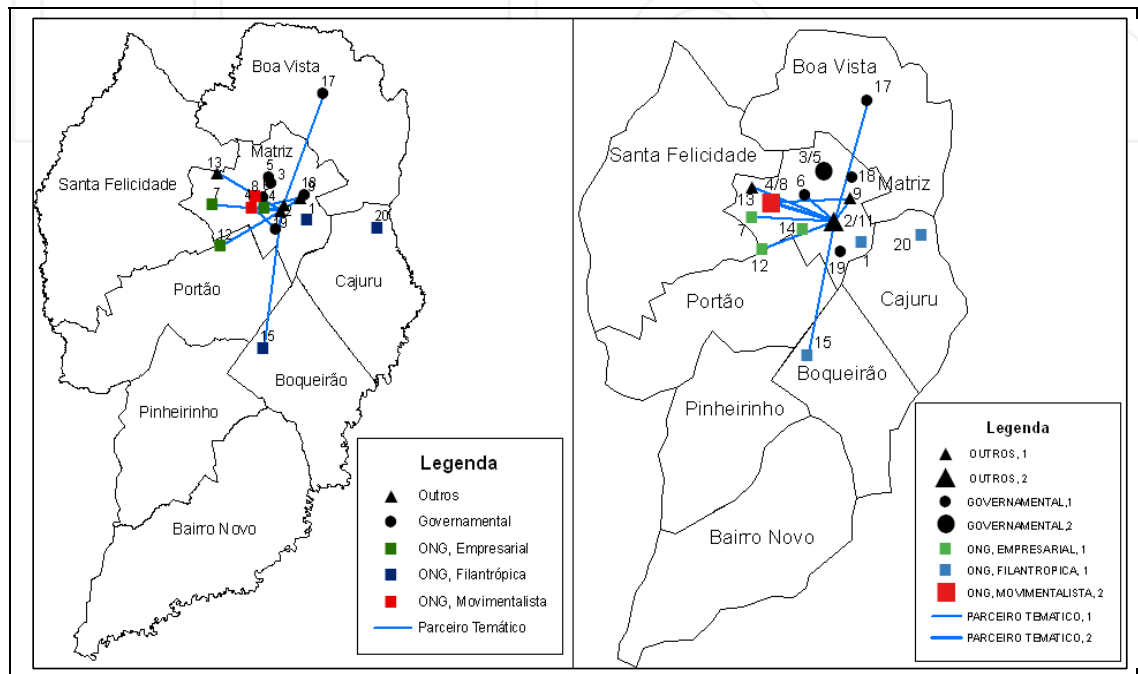 Boa Vista
17
Matriz
5
3
13
Santa Felicidade
7
8
18
9
4
2
1
20
12
19
Cajuru
Portão
15
Boqueirão
Pinheirinho
Bairro Novo
Legenda
Outros
Governamental
ONG, Empresarial
ONG, Filantrópica
ONG, Movimentalista
Parceiro Temático
Boa Vista
17
Santa Felicidade
3/5
18
Matriz
4/8
6
9
13
2/11
7
14
20
12
19
1
Cajuru
Portão
15
Boqueirão
Pinheirinho
Bairro Novo
Legenda
OUTROS, 1
OUTROS, 2
GOVERNAMENTAL,1
GOVERNAMENTAL,2
ONG, EMPRESARIAL, 1
ONG, FILANTROPICA, 1
ONG, MOVIMENTALISTA, 2
PARCEIRO TEMATICO, 1
PARCEIRO TEMATICO, 2